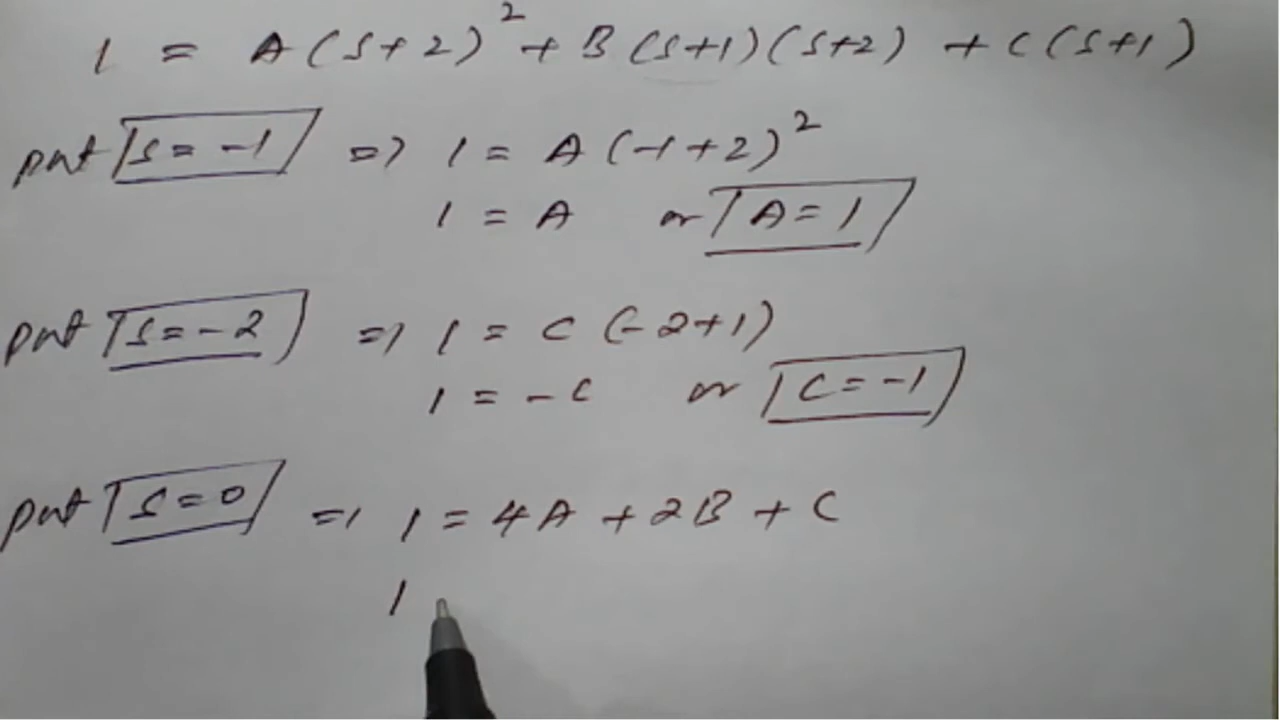 1 = A(s+2)² + B(s+1)(s+2) + C(s+1)
put s=-1 => 1 = A(-1+2)²
1 = A or A=1
put s=-2 => 1 = C(-2+1)
1 = -C or C=-1
put s=0 => 1 = 4A + 2B + C
1